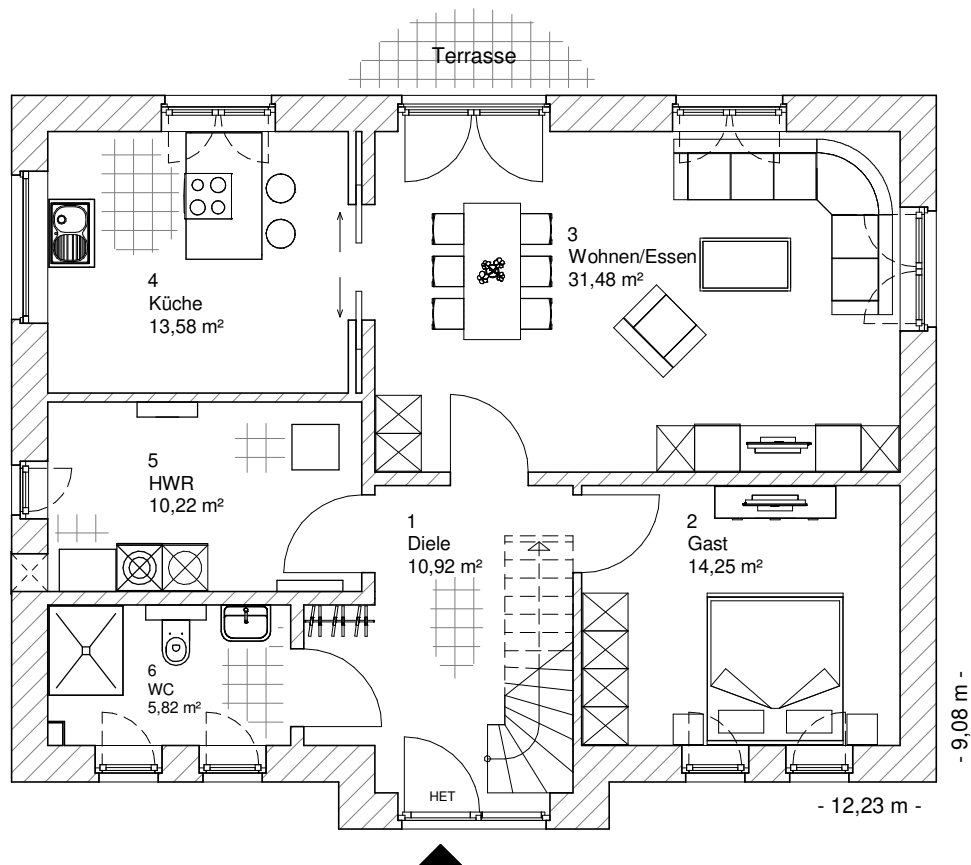 Terrasse
3
Wohnen/Essen
31,48 m²
4
Küche
13,58 m²
5
HWR
10,22 m²
1
Diele
10,92 m²
2
Gast
14,25 m²
6
WC
5,82 m²
HET
- 9,08 m -
- 12,23 m -